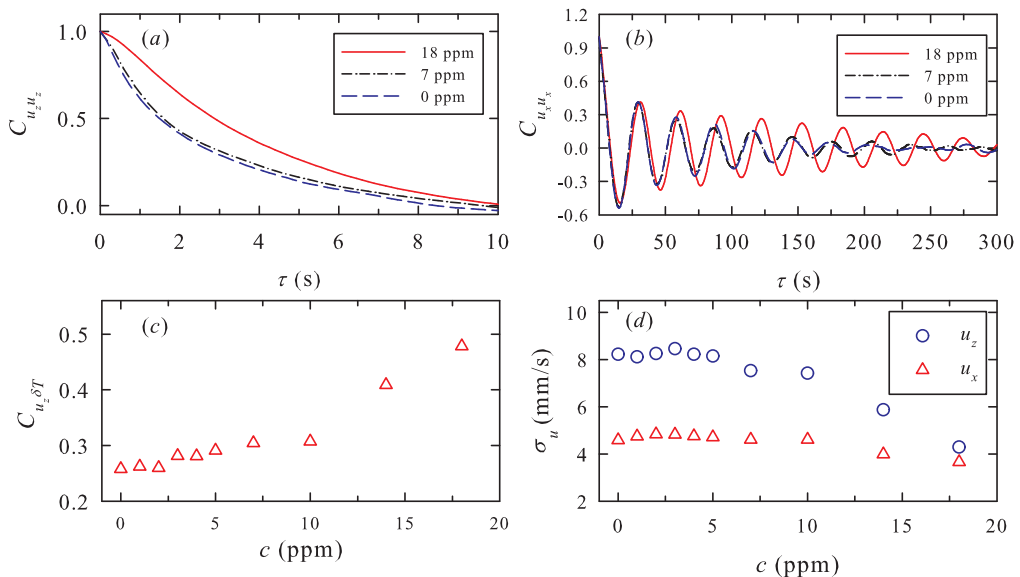 (a)
18 ppm
7 ppm
0 ppm
C_{u_z u_z}
1.0
0.5
0.0
0 2 4 6 8 10
τ (s)
(b)
18 ppm
7 ppm
0 ppm
C_{u_x u_x}
1.2
0.9
0.6
0.3
0.0
-0.3
-0.6
0 50 100 150 200 250 300
τ (s)
(c)
C_{u_z δT}
0.5
0.4
0.3
0.2
0 5 10 15 20
c (ppm)
(d)
u_z
u_x
σ_u (mm/s)
10
8
6
4
2
0 5 10 15 20
c (ppm)